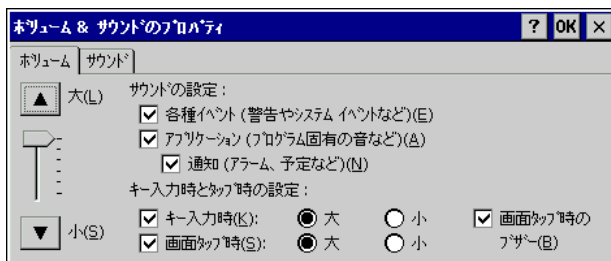 ボリューム & サウンドのプロパティ ? OK ×
ボリューム サウンド
大(L)
サウンドの設定:
各種イベント(警告やシステム イベントなど)(E)
アプリケーション(プログラム固有の音など)(A)
通知(アラーム、予定など)(N)
キー入力時とタップ時の設定:
キー入力時(K): 大 小 画面タップ時の
小(S) 画面タップ時(S): 大 小 ブザー(B)